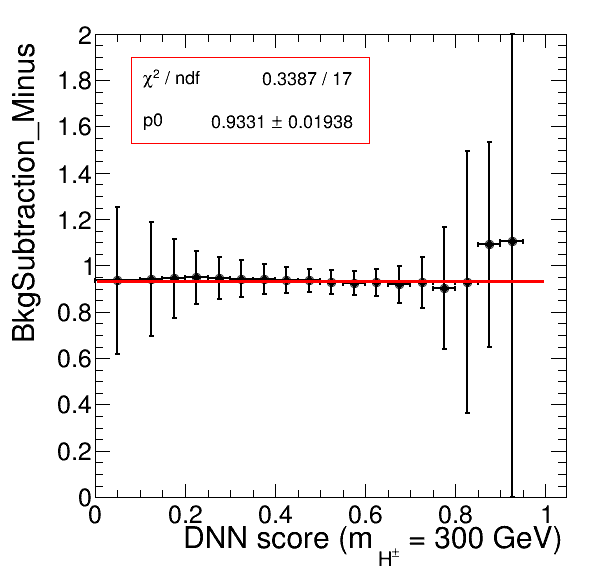 BkgSubtraction_Minus
2
1.8
1.6
1.4
1.2
1
0.8
0.6
0.4
0.2
0
χ² / ndf 0.3387 / 17
p0 0.9331 ± 0.01938
0 0.2 0.4 0.6 0.8 1
DNN score (m_H± = 300 GeV)